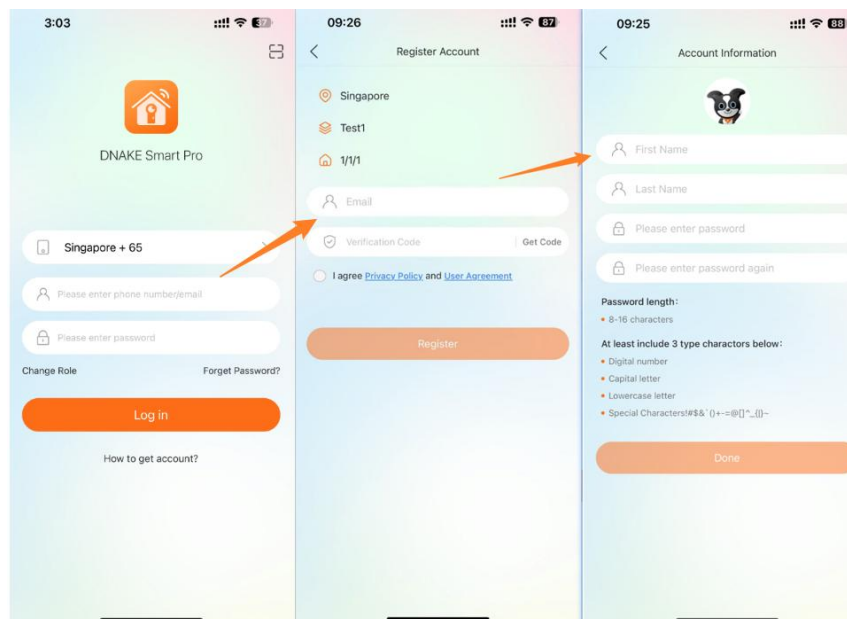 3:03
37
DNAKE Smart Pro
Singapore + 65
Please enter phone number/email
Please enter password
Change Role
Forget Password?
Log in
How to get account?
09:26
87
Register Account
Singapore
Test1
1/1/1
Email
Verification Code
Get Code
I agree Privacy Policy and User Agreement
Register
09:25
88
Account Information
First Name
Last Name
Please enter password
Please enter password again
Password length:
• 8-16 characters
At least include 3 type charactors below:
• Digital number
• Capital letter
• Lowercase letter
• Special Characters!#$&`()+-=@[]^_{|}~
Done